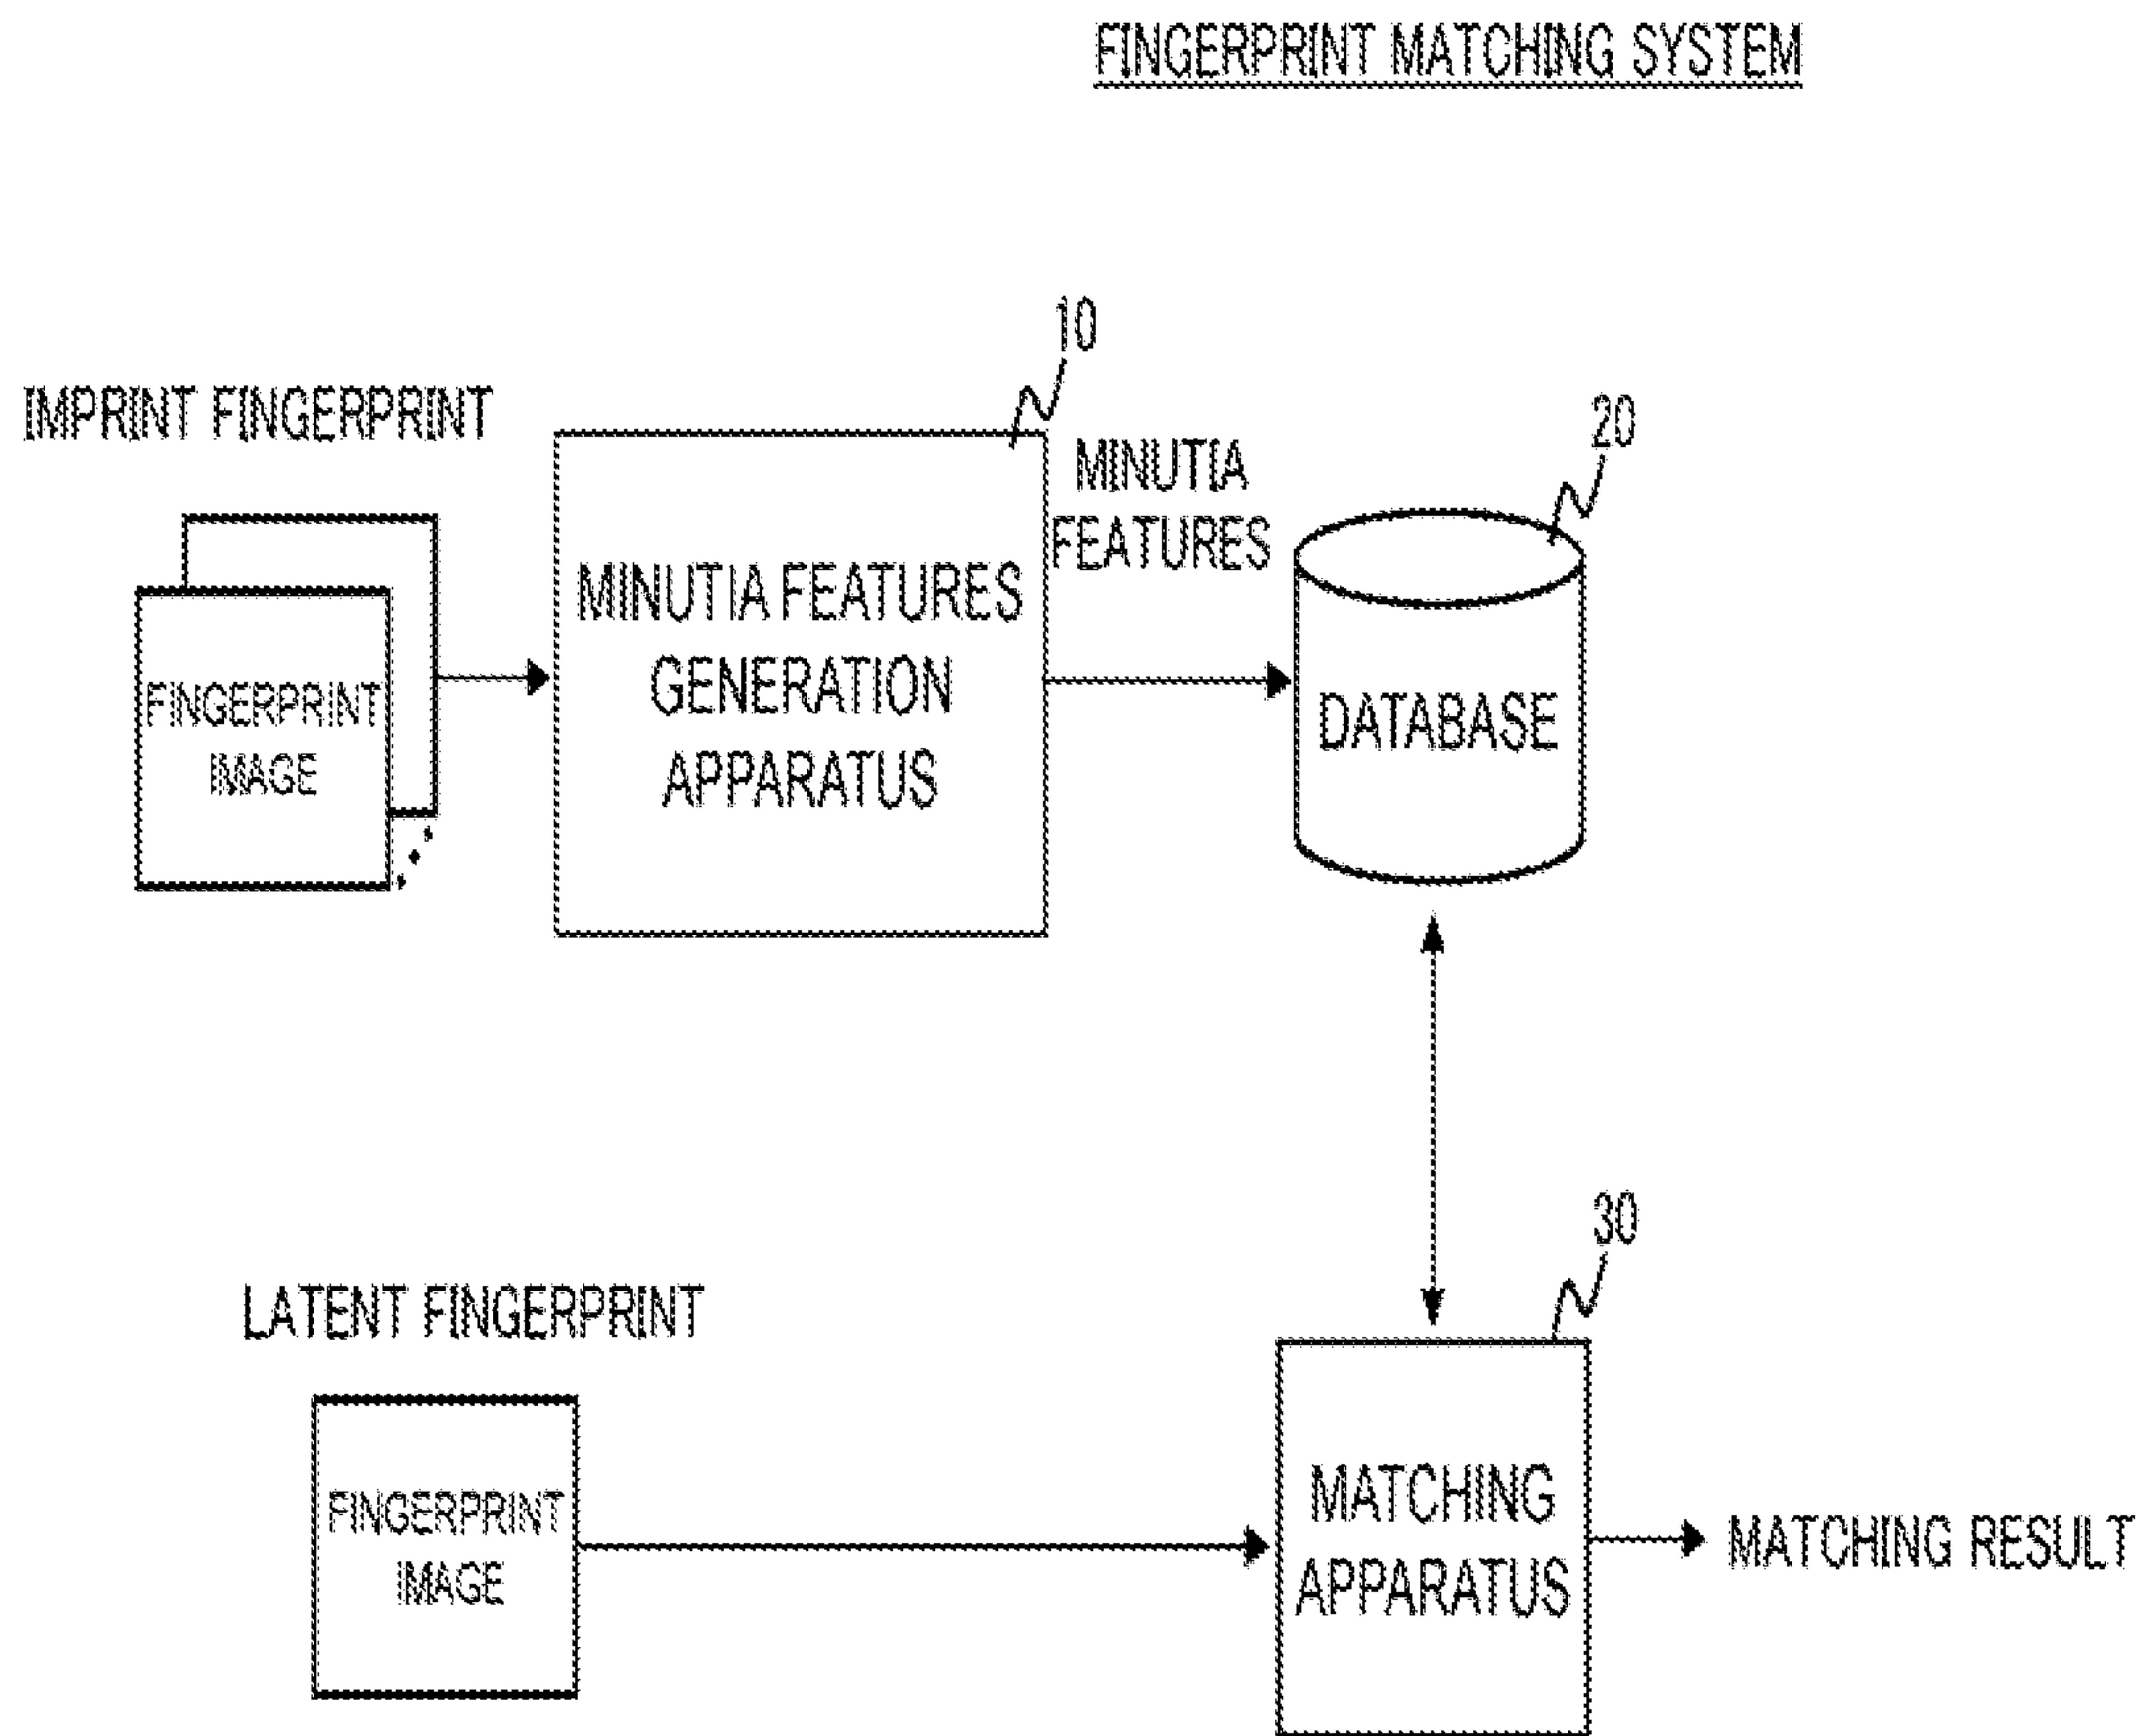 FINGERPRINT MATCHING SYSTEM
10
IMPRINT FINGERPRINT
20
MINUTIA
FEATURES
MINUTIA FEATURES
GENERATION
APPARATUS
FINGERPRINT
IMAGE
DATABASE
30
LATENT FINGERPRINT
FINGERPRINT
IMAGE
MATCHING
APPARATUS
MATCHING RESULT